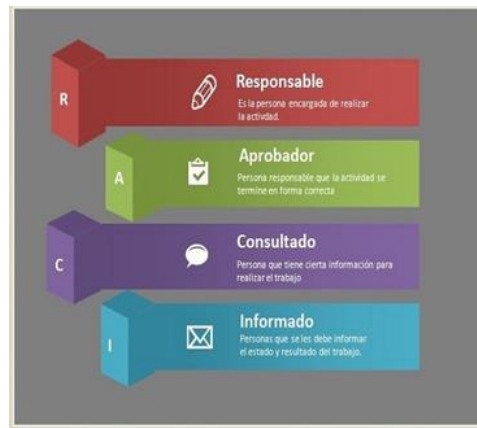 R
Responsable
Es la persona encargada de realizar
la activdad.
A
Aprobador
Persona responsable que la actividad se
termine en forma correcta
C
Consultado
Persona que tiene cierta información para
realizar el trabajo
I
Informado
Personas que se les debe informar
el estado y resultado del trabajo.